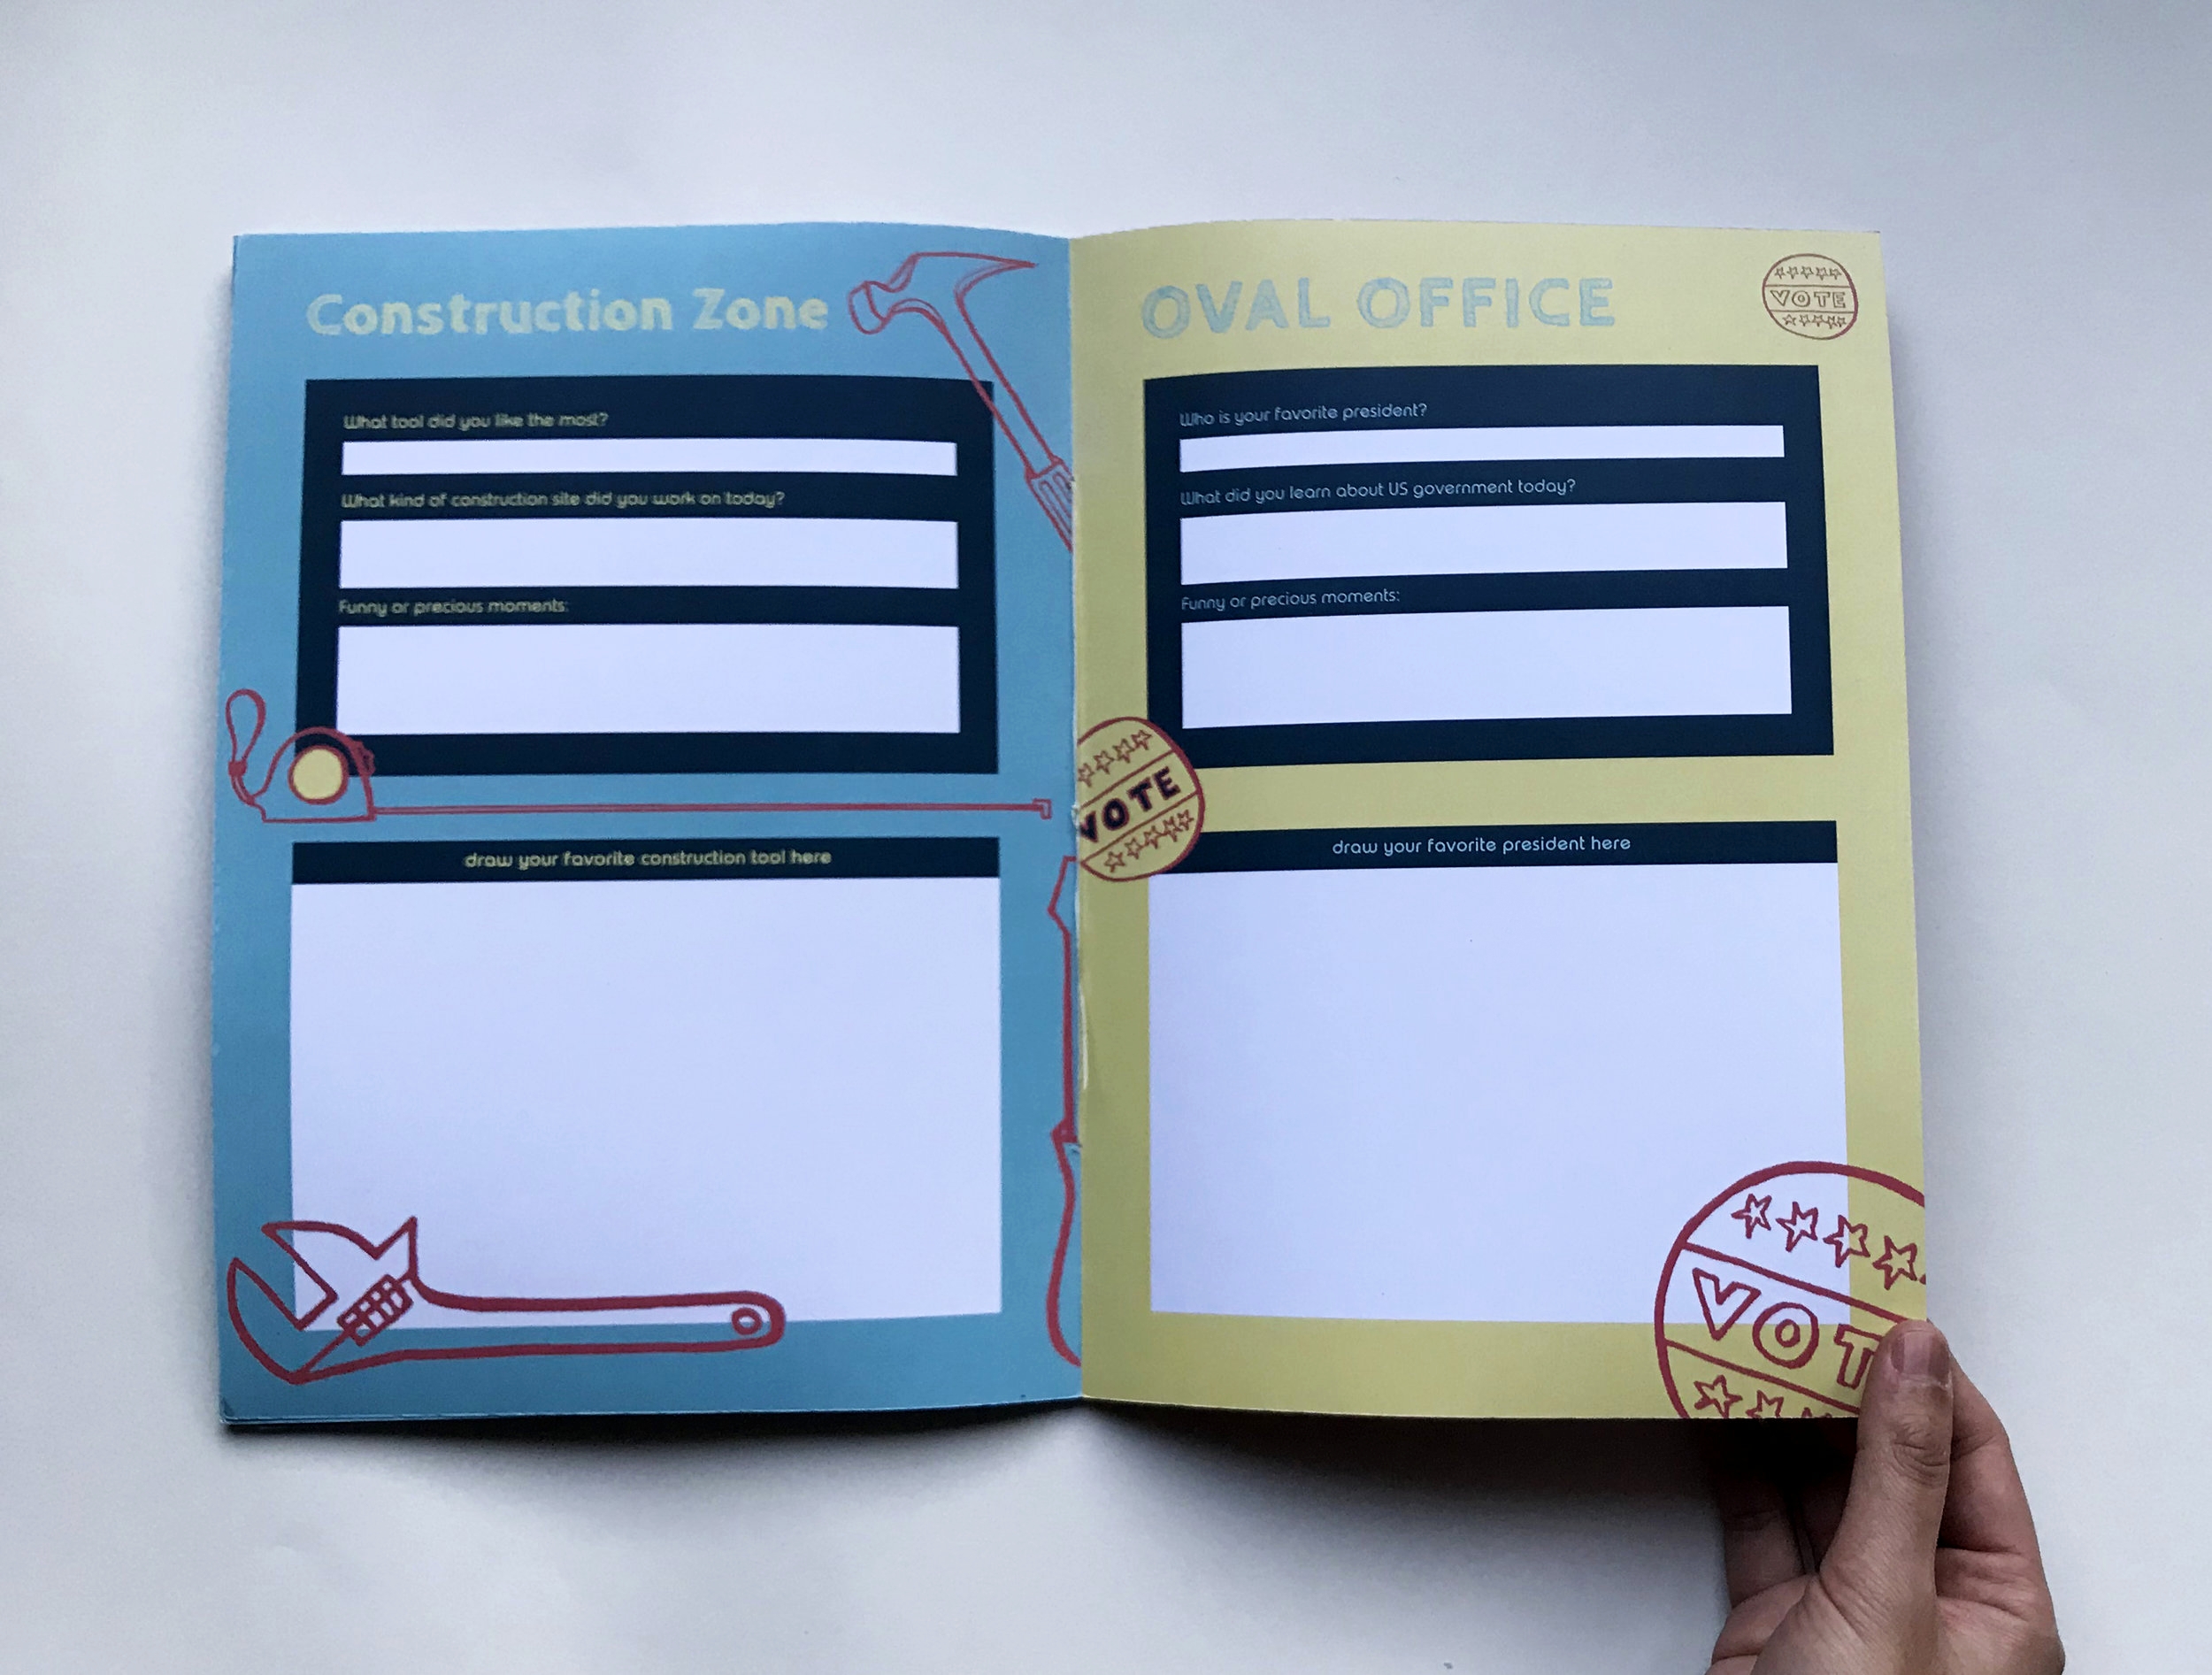 Construction Zone
What tool did you like the most?
What kind of construction site did you work on today?
Funny or precious moments:
draw your favorite construction tool here
OVAL OFFICE
VOTE
Who is your favorite president?
What did you learn about US government today?
Funny or precious moments:
VOTE
draw your favorite president here
VOT